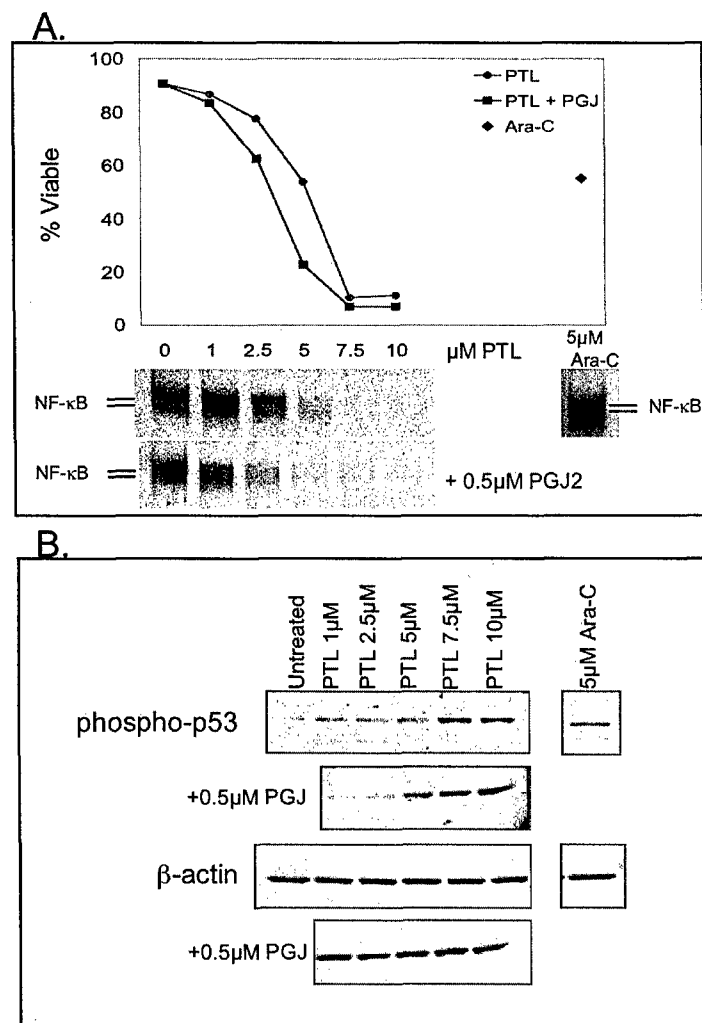 A.
100
80
60
40
20
0
% Viable
PTL
PTL + PGJ
Ara-C
0 1 2.5 5 7.5 10 µM PTL
5µM
Ara-C
NF-κB
NF-κB
NF-κB
+ 0.5µM PGJ2
B.
Untreated
PTL 1µM
PTL 2.5µM
PTL 5µM
PTL 7.5µM
PTL 10µM
5µM Ara-C
phospho-p53
+0.5µM PGJ
β-actin
+0.5µM PGJ